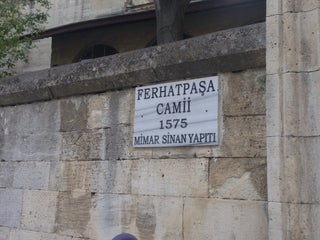 FERHATPAŞA
CAMİİ
1575
MİMAR SİNAN YAPITI